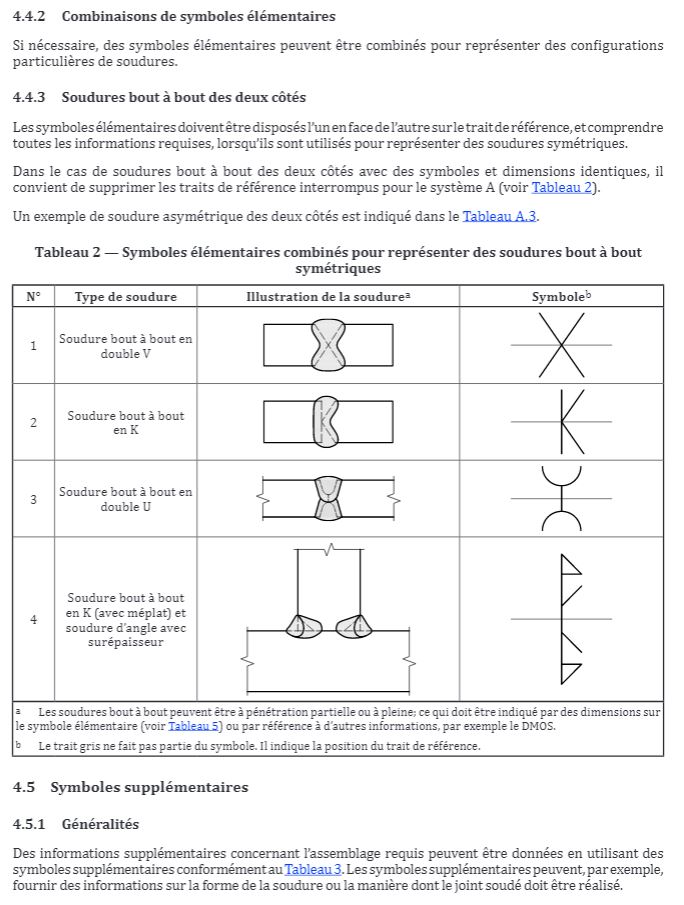 4.4.2 Combinaisons de symboles élémentaires
Si nécessaire, des symboles élémentaires peuvent être combinés pour représenter des configurations
particulières de soudures.
4.4.3 Soudures bout à bout des deux côtés
Les symboles élémentaires doivent être disposés l'un en face de l'autre sur le trait de référence, et comprendre
toutes les informations requises, lorsqu'ils sont utilisés pour représenter des soudures symétriques.
Dans le cas de soudures bout à bout des deux côtés avec des symboles et dimensions identiques, il
convient de supprimer les traits de référence interrompus pour le système A (voir Tableau 2).
Un exemple de soudure asymétrique des deux côtés est indiqué dans le Tableau A.3.
Tableau 2 — Symboles élémentaires combinés pour représenter des soudures bout à bout
symétriques
N° Type de soudure Illustration de la soudureᵃ Symboleᵇ
1 Soudure bout à bout en
double V
2 Soudure bout à bout
en K
3 Soudure bout à bout en
double U
4 Soudure bout à bout
en K (avec méplat) et
soudure d'angle avec
surépaisseur
a Les soudures bout à bout peuvent être à pénétration partielle ou à pleine; ce qui doit être indiqué par des dimensions sur
le symbole élémentaire (voir Tableau 5) ou par référence à d'autres informations, par exemple le DMOS.
b Le trait gris ne fait pas partie du symbole. Il indique la position du trait de référence.
4.5 Symboles supplémentaires
4.5.1 Généralités
Des informations supplémentaires concernant l'assemblage requis peuvent être données en utilisant des
symboles supplémentaires conformément au Tableau 3. Les symboles supplémentaires peuvent, par exemple,
fournir des informations sur la forme de la soudure ou la manière dont le joint soudé doit être réalisé.